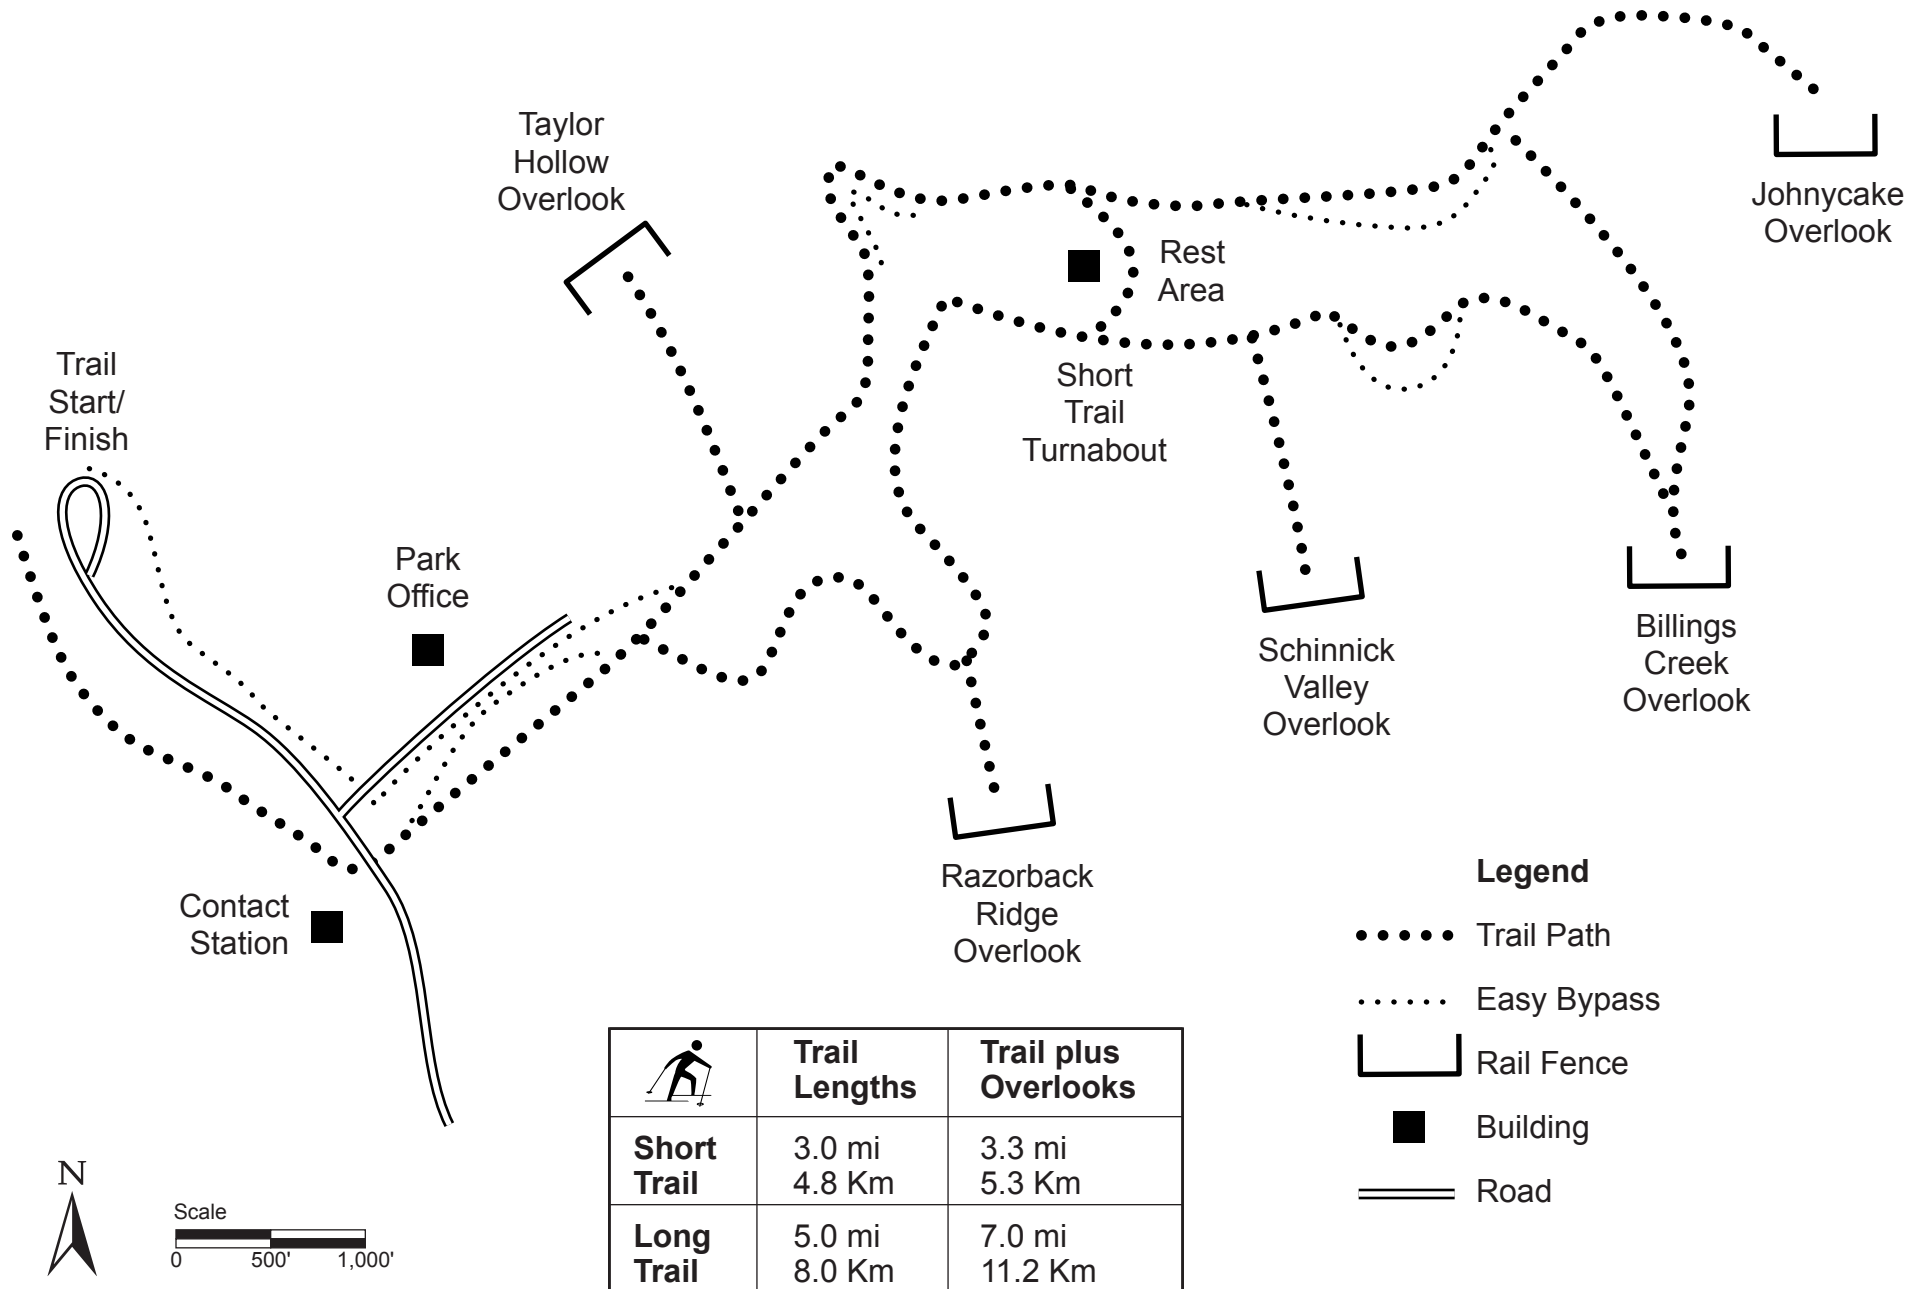 Taylor
Hollow
Overlook
Johnycake
Overlook
Rest
Area
Trail
Start/
Finish
Short
Trail
Turnabout
Park
Office
Schinnick
Valley
Overlook
Billings
Creek
Overlook
Razorback
Ridge
Overlook
Contact
Station
Legend
Trail Path
Easy Bypass
Rail Fence
Building
Road
Trail
Lengths
Trail plus
Overlooks
Short
Trail
3.0 mi
4.8 Km
3.3 mi
5.3 Km
Long
Trail
5.0 mi
8.0 Km
7.0 mi
11.2 Km
N
Scale
0 500' 1,000'